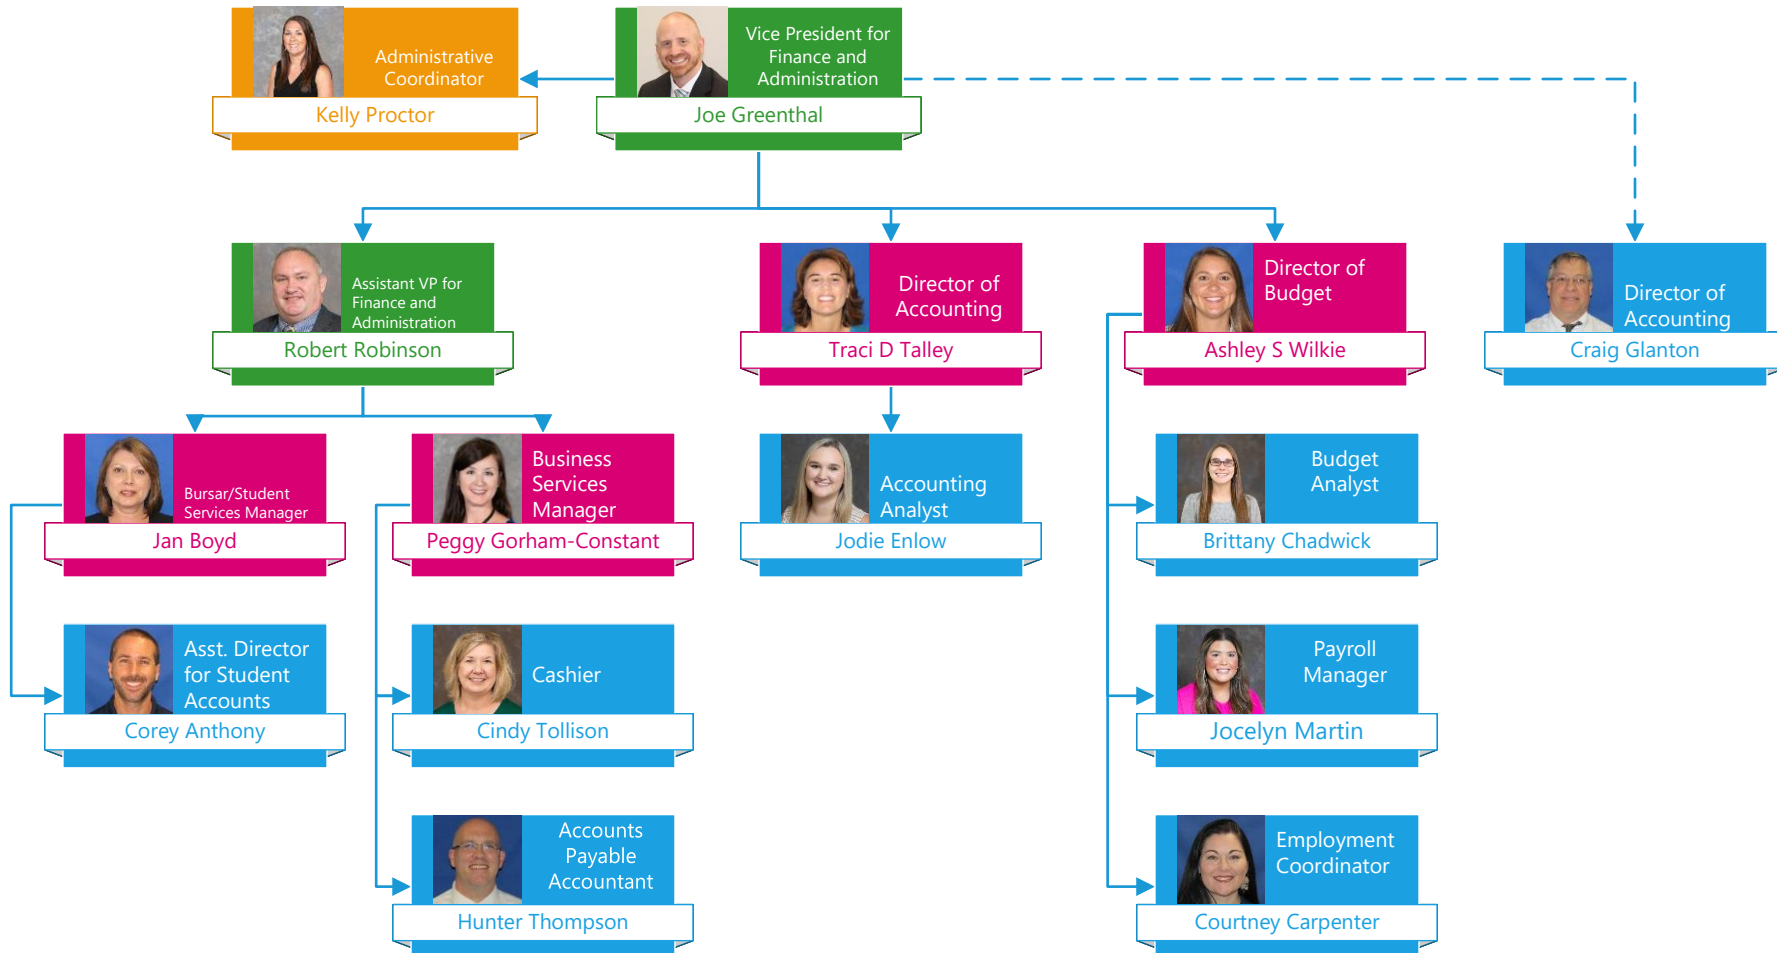 Administrative
Coordinator
Kelly Proctor
Vice President for
Finance and
Administration
Joe Greenthal
Assistant VP for
Finance and
Administration
Robert Robinson
Director of
Accounting
Traci D Talley
Director of
Budget
Ashley S Wilkie
Director of
Accounting
Craig Glanton
Bursar/Student
Services Manager
Jan Boyd
Business
Services
Manager
Peggy Gorham-Constant
Accounting
Analyst
Jodie Enlow
Budget
Analyst
Brittany Chadwick
Asst. Director
for Student
Accounts
Corey Anthony
Cashier
Cindy Tollison
Payroll
Manager
Jocelyn Martin
Accounts
Payable
Accountant
Hunter Thompson
Employment
Coordinator
Courtney Carpenter